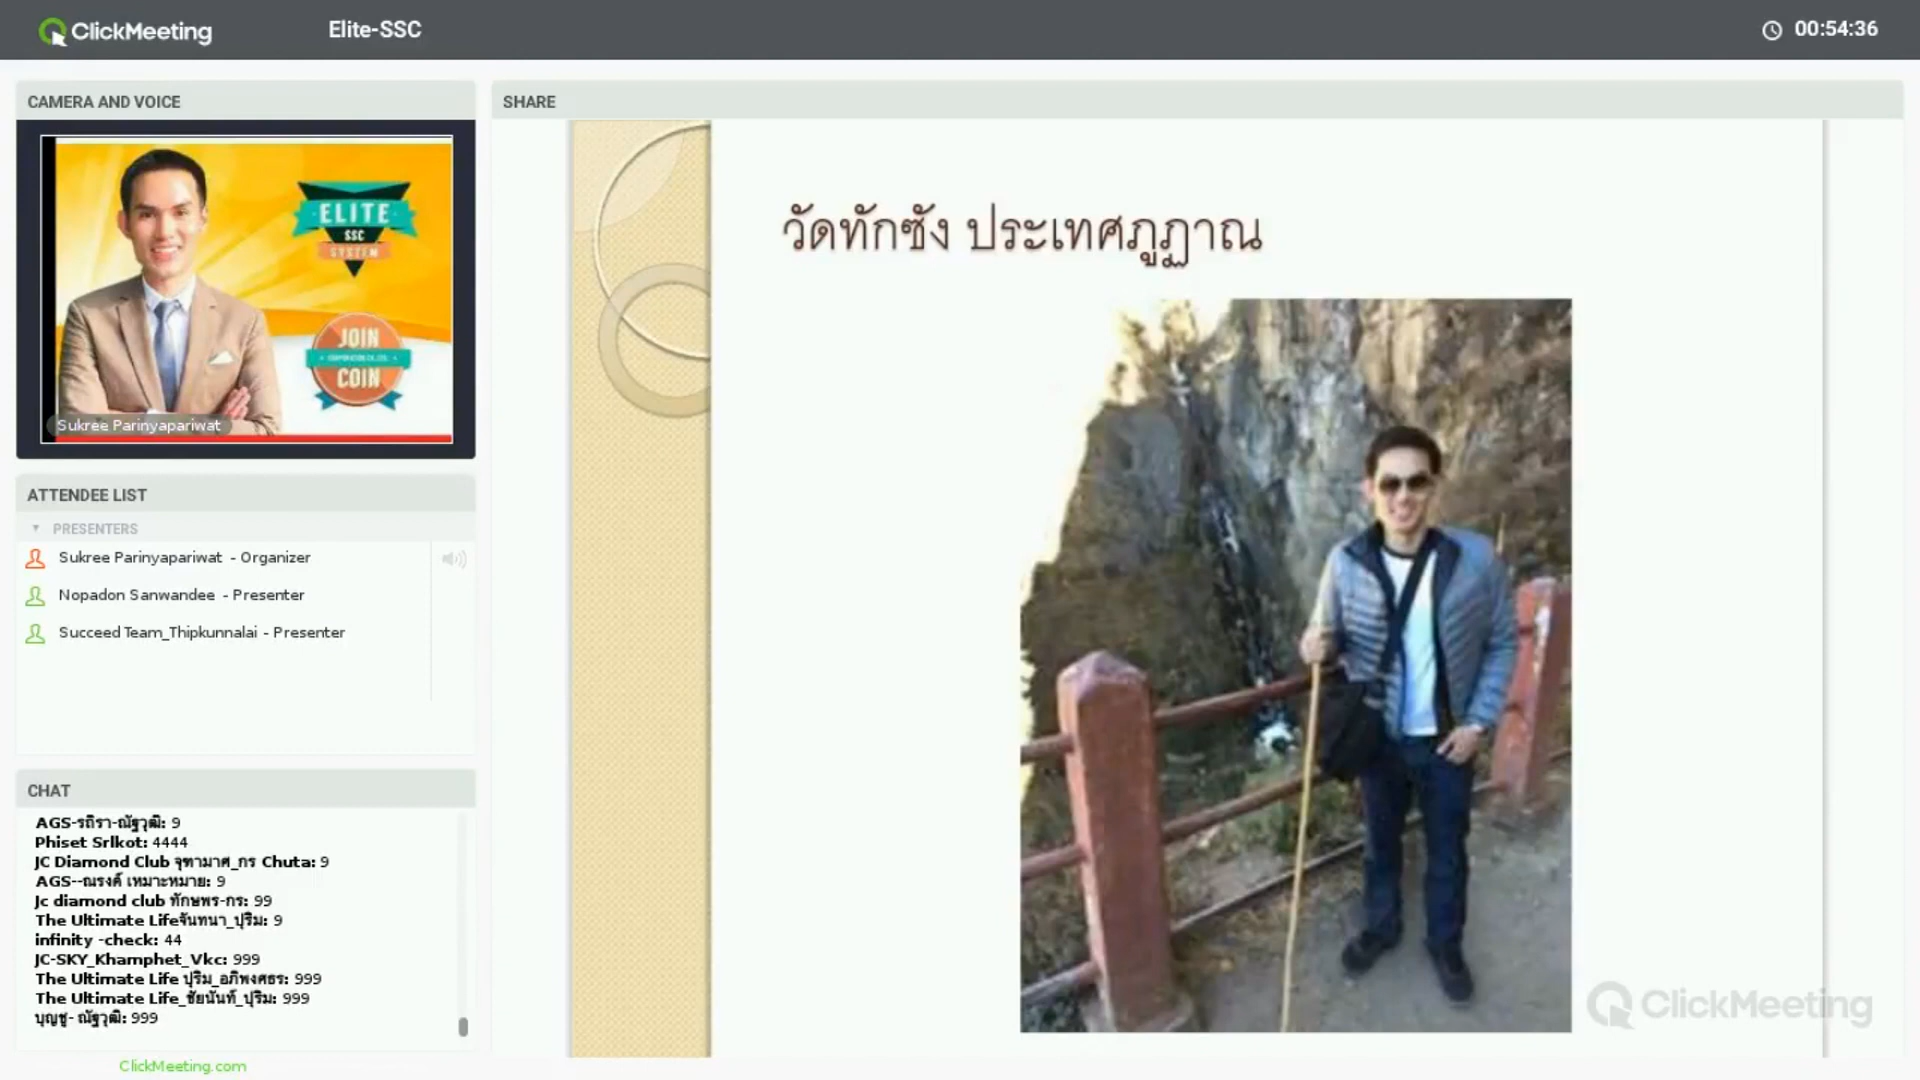 ClickMeeting
Elite-SSC
00:54:36
CAMERA AND VOICE
ELITE
SSC
SYSTEM
JOIN
COIN
Sukree Parinyapariwat
ATTENDEE LIST
PRESENTERS
Sukree Parinyapariwat - Organizer
Nopadon Sanwandee - Presenter
Succeed Team_Thipkunnalai - Presenter
CHAT
AGS-รถิรา-ณัฐวุฒิ: 9
Phiset Srlkot: 4444
JC Diamond Club จุฑามาศ_กร Chuta: 9
AGS--ณรงค์ เหมาะหมาย: 9
Jc diamond club ทักษพร-กร: 99
The Ultimate Lifeจันทนา_ปุริม: 9
infinity -check: 44
JC-SKY_Khamphet_Vkc: 999
The Ultimate Life ปุริม_อภิพงศธร: 999
The Ultimate Life_ชัยนันท์_ปุริม: 999
บุญชู- ณัฐวุฒิ: 999
ClickMeeting.com
SHARE
วัดทักซัง ประเทศภูฏาณ
ClickMeeting